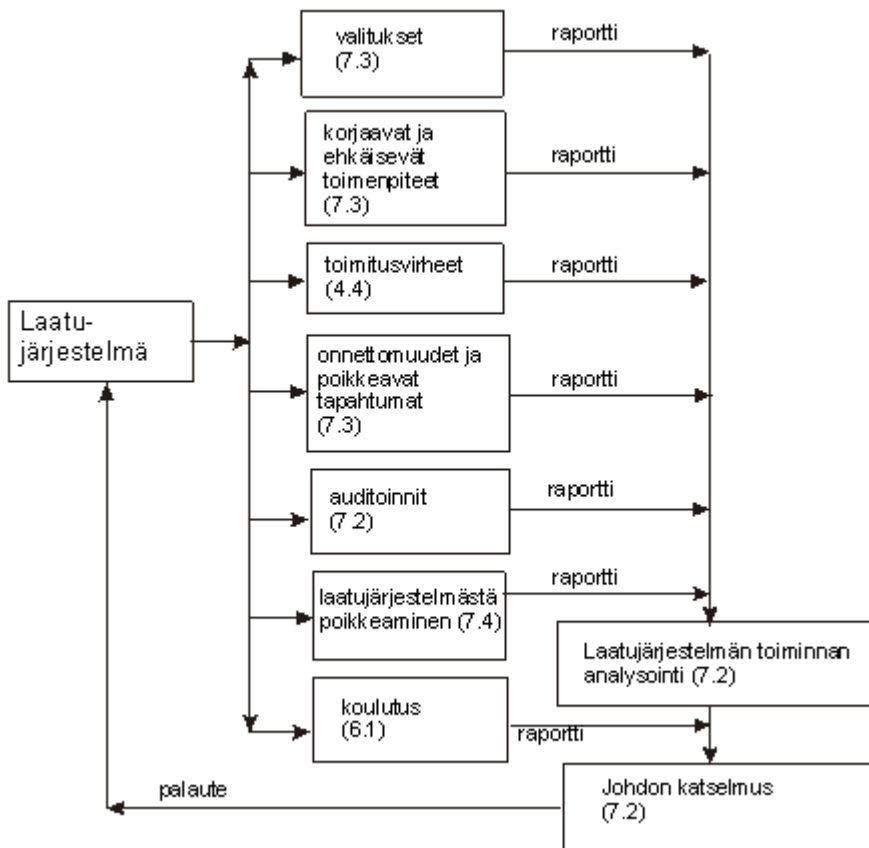 valitukset
(7.3)
raportti
korjaavat ja
ehkäisevät
toimenpiteet
(7.3)
raportti
toimitusvirheet
(4.4)
raportti
Laatu-
järjestelmä
onnettomuudet ja
poikkeavat
tapahtumat
(7.3)
raportti
auditoinnit
(7.2)
raportti
laatujärjestelmästä
poikkeaminen (7.4)
raportti
Laatujärjestelmän toiminnan
analysointi (7.2)
koulutus
(6.1)
raportti
Johdon katselmus
(7.2)
palaute